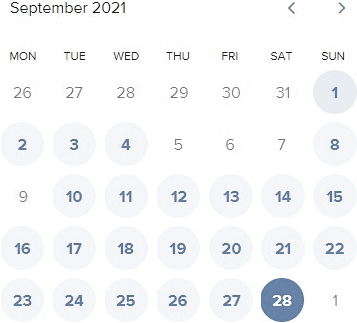 September 2021
MON TUE WED THU FRI SAT SUN
26 27 28 29 30 31 1
2 3 4 5 6 7 8
9 10 11 12 13 14 15
16 17 18 19 20 21 22
23 24 25 26 27 28 1